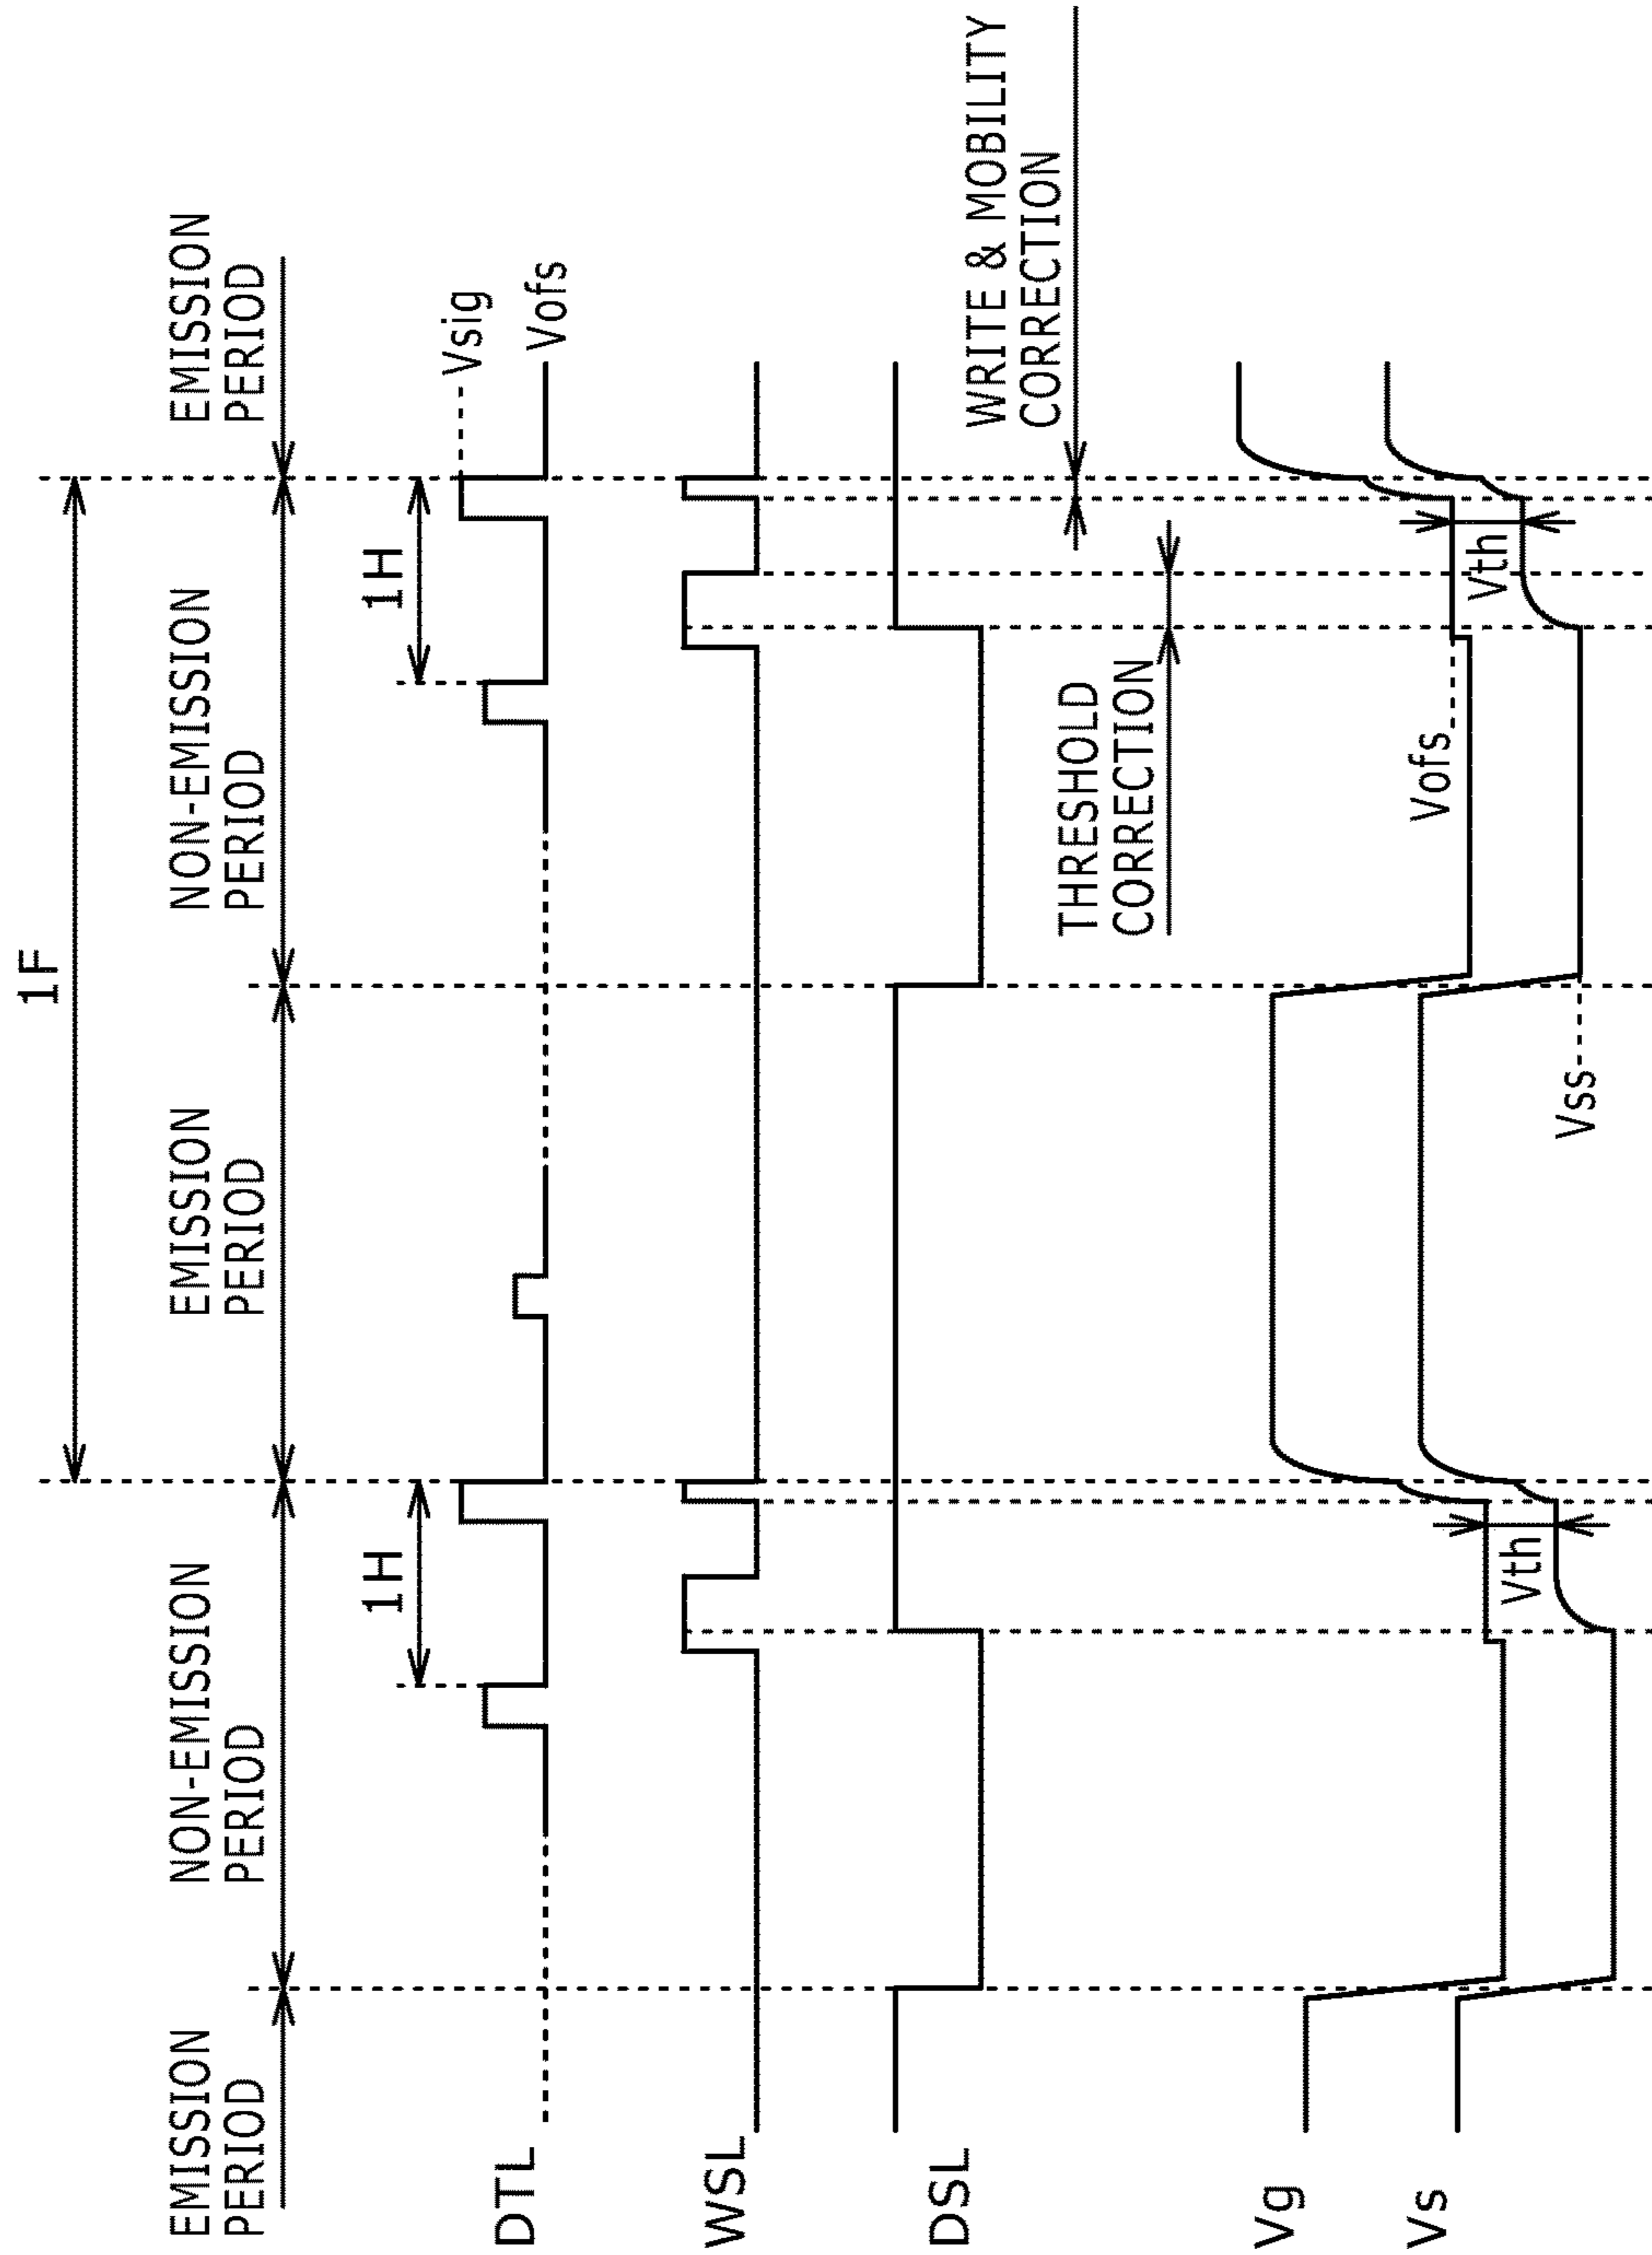 1F
EMISSION
PERIOD
NON-EMISSION
PERIOD
EMISSION
PERIOD
NON-EMISSION
PERIOD
EMISSION
PERIOD
1H
1H
Vsig
Vofs
DTL
WSL
DSL
WRITE & MOBILITY
CORRECTION
THRESHOLD
CORRECTION
Vg
Vs
Vth
Vofs
Vth
Vss